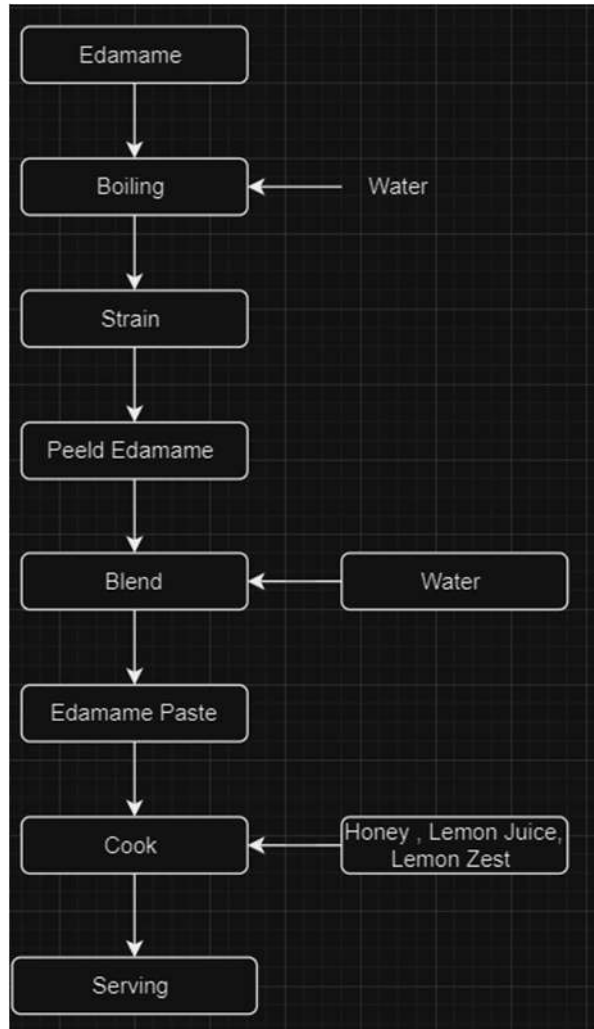 Edamame
Boiling
Water
Strain
Peeld Edamame
Blend
Water
Edamame Paste
Cook
Honey , Lemon Juice,
Lemon Zest
Serving